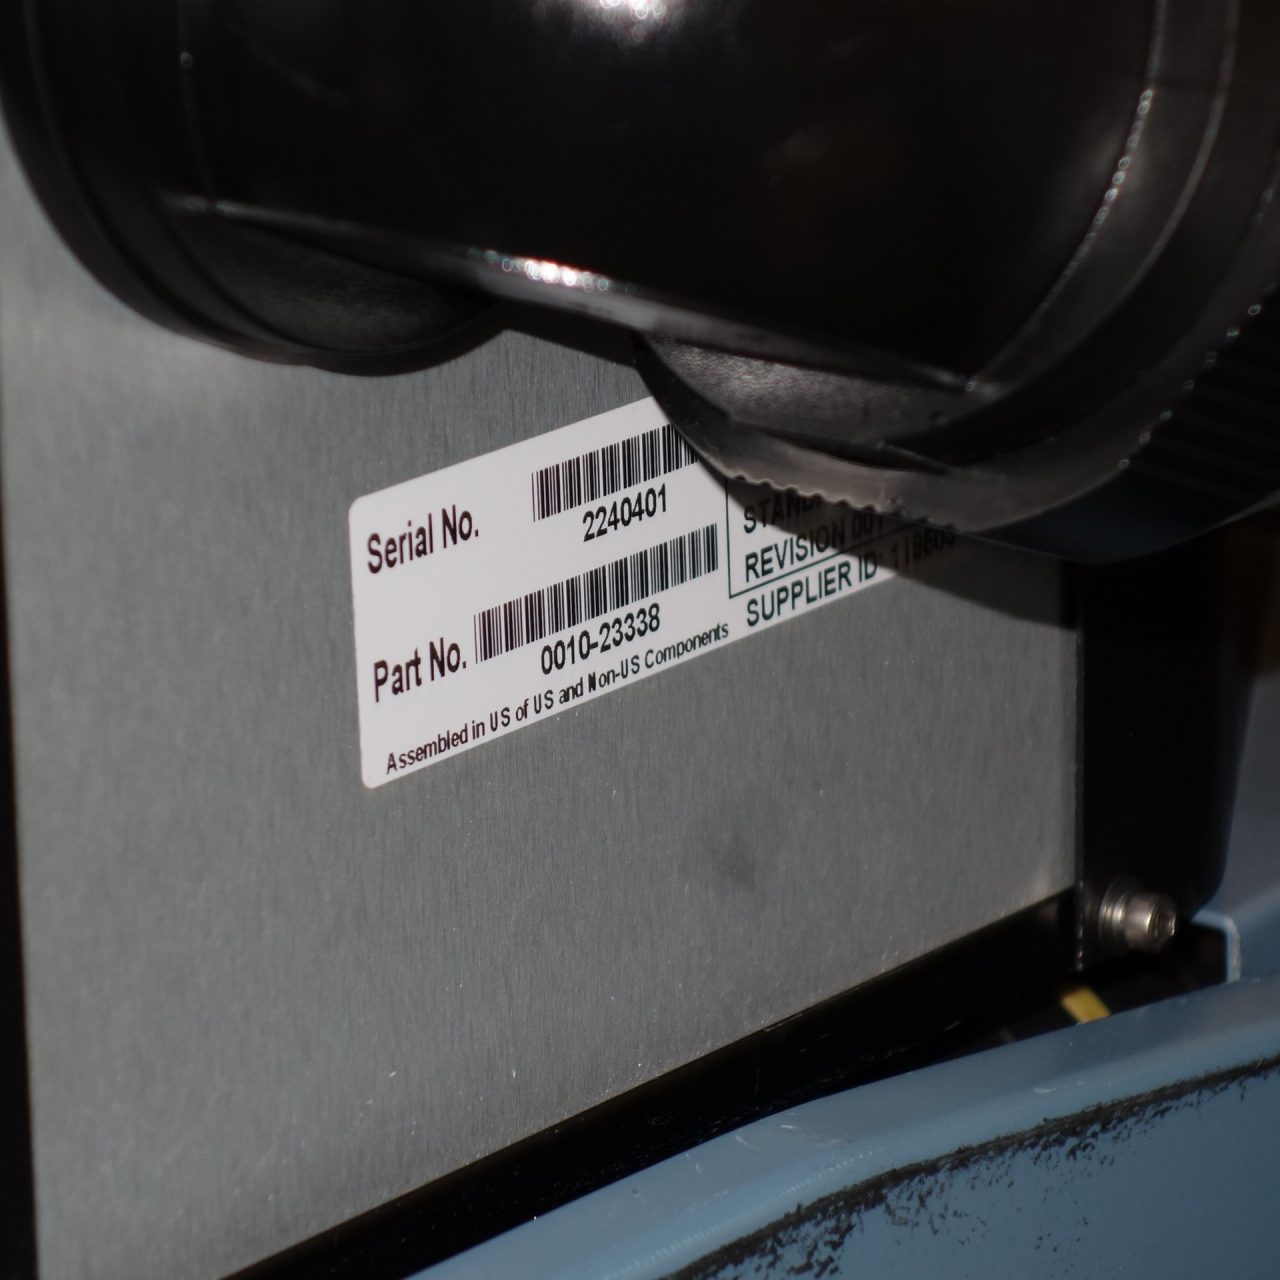 Serial No.
2240401
Part No.
0010-23338
Assembled in US of US and Non-US Components
REVISION 001
SUPPLIER ID: